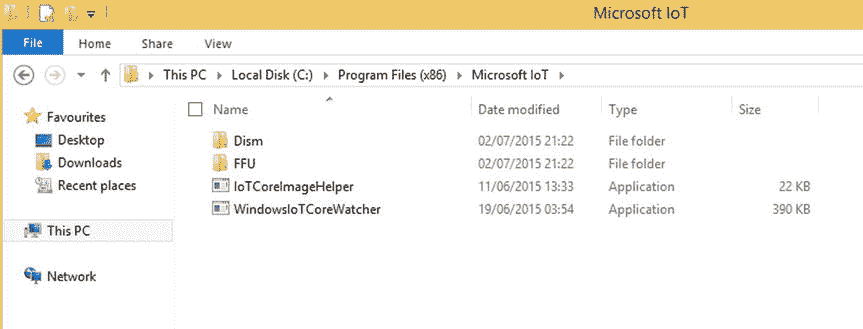 Microsoft IoT
File Home Share View
This PC Local Disk (C:) Program Files (x86) Microsoft IoT
Favourites
Desktop
Downloads
Recent places
This PC
Network
Name Date modified Type Size
Dism 02/07/2015 21:22 File folder
FFU 02/07/2015 21:22 File folder
IoTCoreImageHelper 11/06/2015 13:33 Application 22 KB
WindowsIoTCoreWatcher 19/06/2015 03:54 Application 390 KB